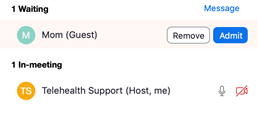 1 Waiting Message
M Mom (Guest) Remove Admit
1 In-meeting
TS Telehealth Support (Host, me)